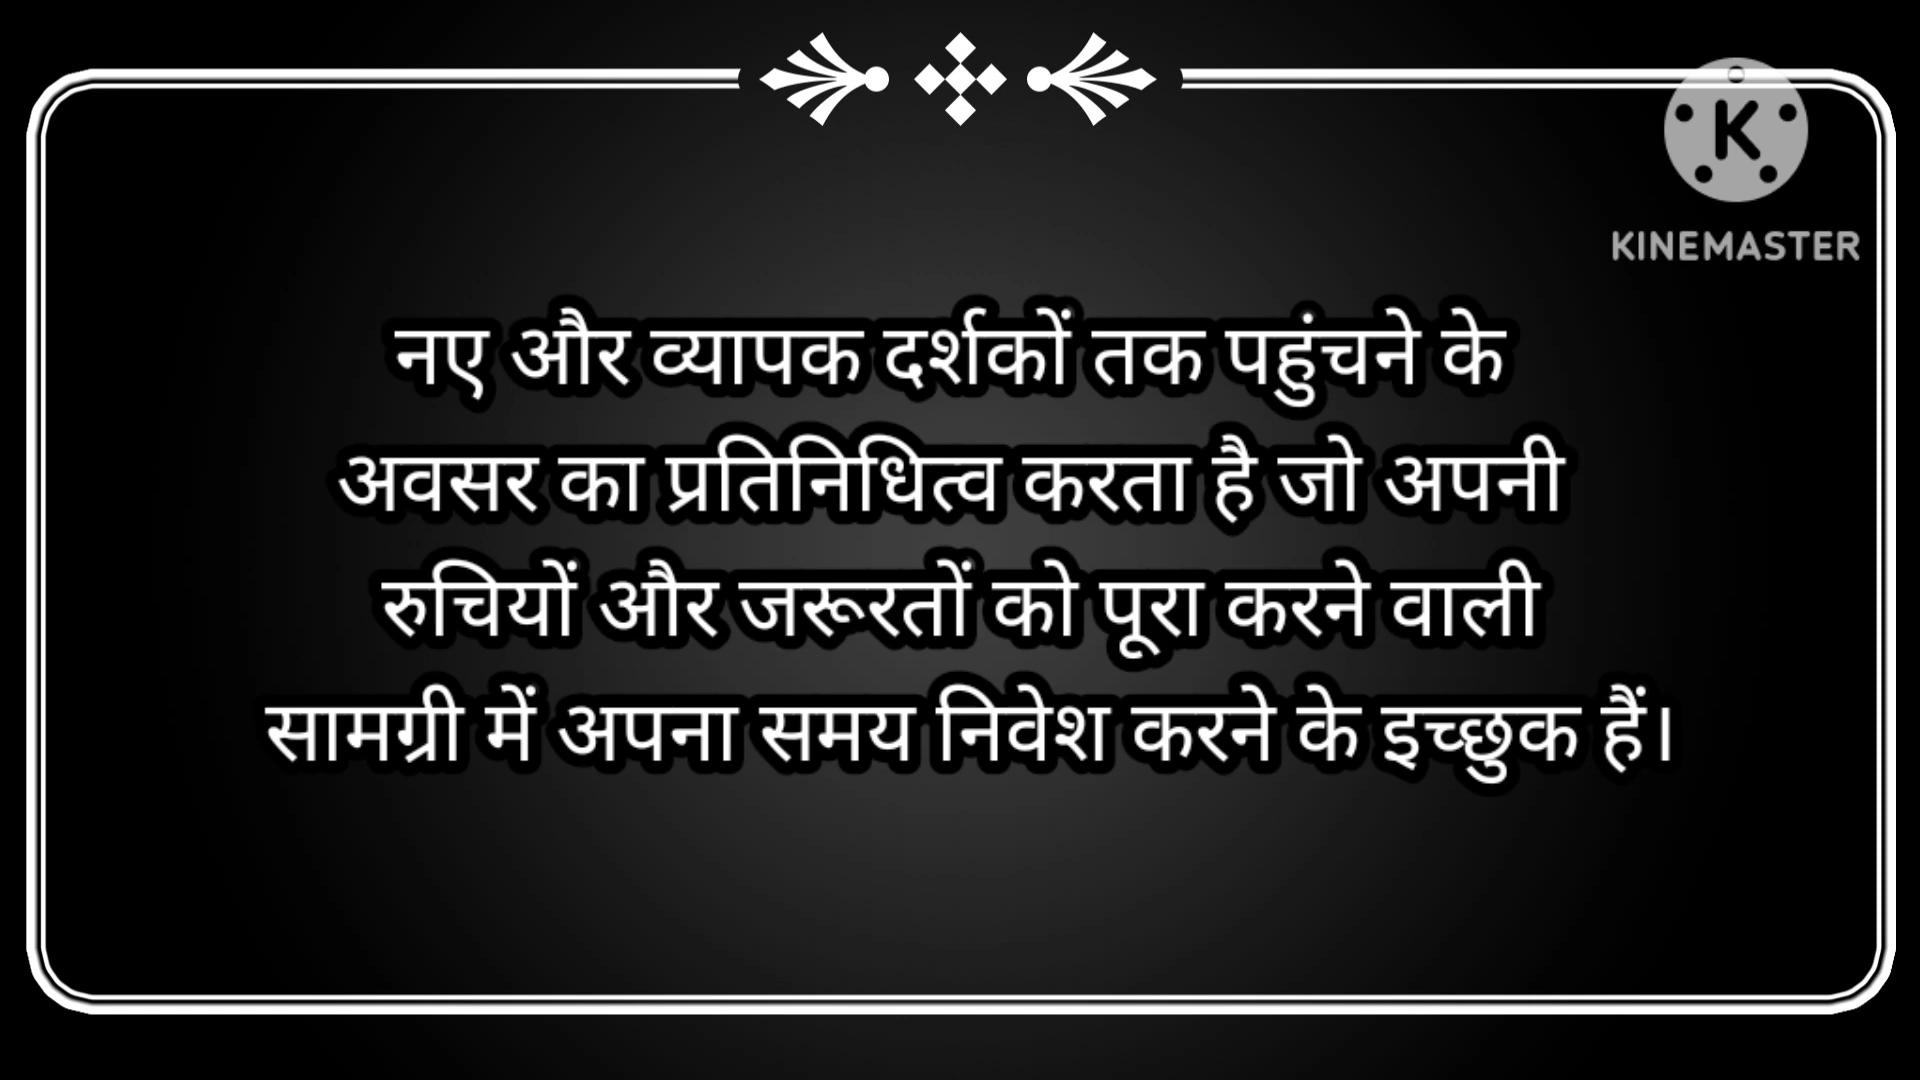 KINEMASTER
नए और व्यापक दर्शकों तक पहुंचने के
अवसर का प्रतिनिधित्व करता है जो अपनी
रुचियों और जरूरतों को पूरा करने वाली
सामग्री में अपना समय निवेश करने के इच्छुक हैं।